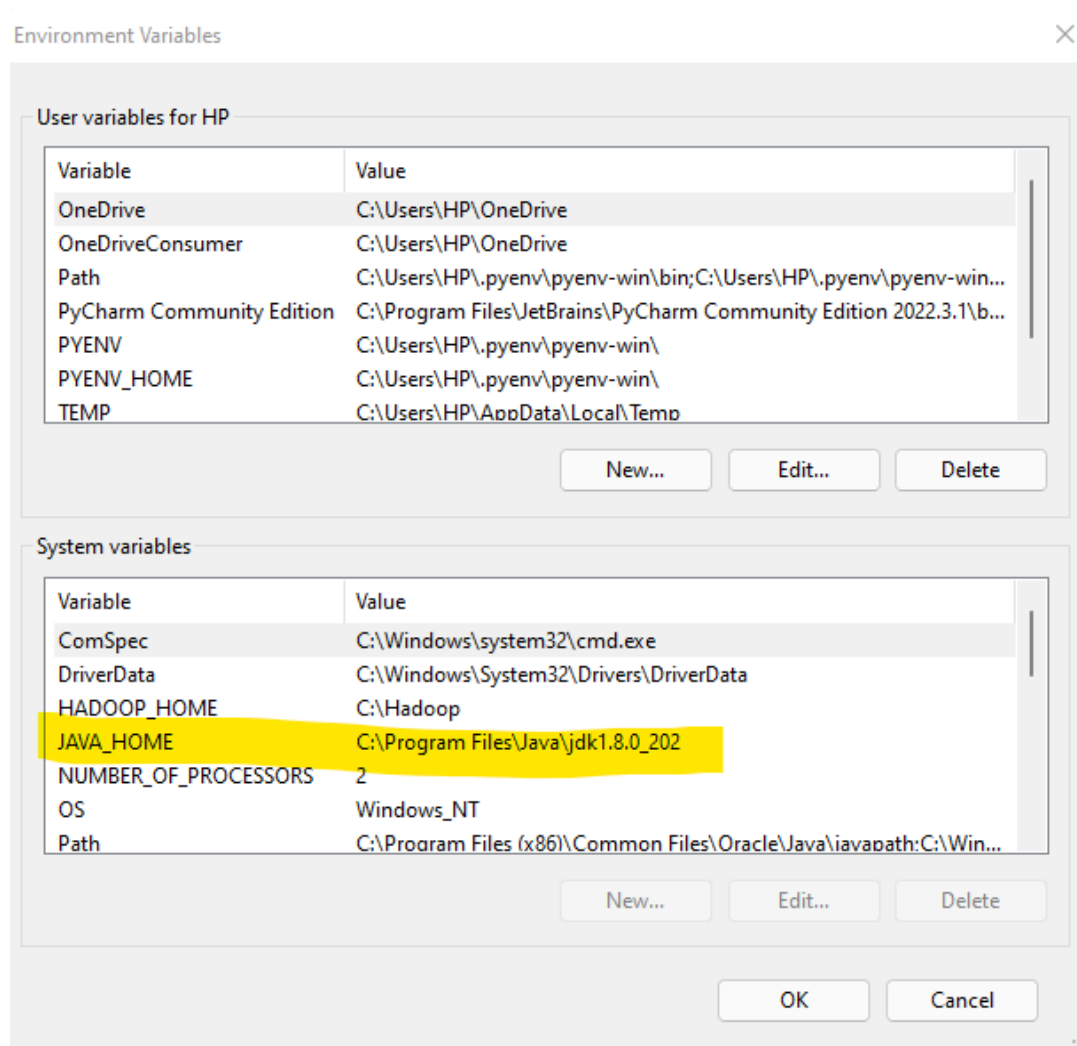 Environment Variables
User variables for HP
Variable Value
OneDrive C:\Users\HP\OneDrive
OneDriveConsumer C:\Users\HP\OneDrive
Path C:\Users\HP\.pyenv\pyenv-win\bin;C:\Users\HP\.pyenv\pyenv-win...
PyCharm Community Edition C:\Program Files\JetBrains\PyCharm Community Edition 2022.3.1\b...
PYENV C:\Users\HP\.pyenv\pyenv-win\
PYENV_HOME C:\Users\HP\.pyenv\pyenv-win\
TEMP C:\Users\HP\AppData\Local\Temp
New... Edit... Delete
System variables
Variable Value
ComSpec C:\Windows\system32\cmd.exe
DriverData C:\Windows\System32\Drivers\DriverData
HADOOP_HOME C:\Hadoop
JAVA_HOME C:\Program Files\Java\jdk1.8.0_202
NUMBER_OF_PROCESSORS 2
OS Windows_NT
Path C:\Program Files (x86)\Common Files\Oracle\Java\javapath;C:\Win...
New... Edit... Delete
OK Cancel